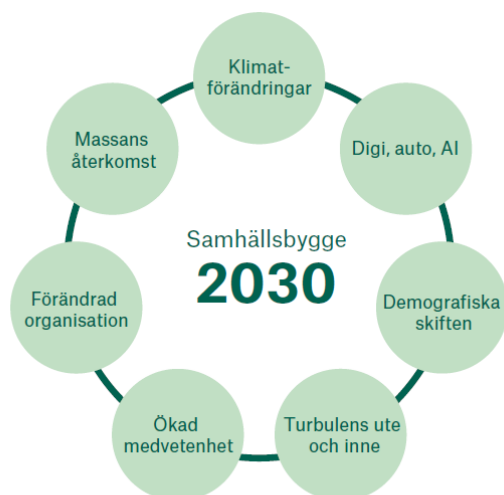 Klimat-
förändringar
Digi, auto, AI
Demografiska
skiften
Turbulens ute
och inne
Ökad
medvetenhet
Förändrad
organisation
Massans
återkomst
Samhällsbygge
2030